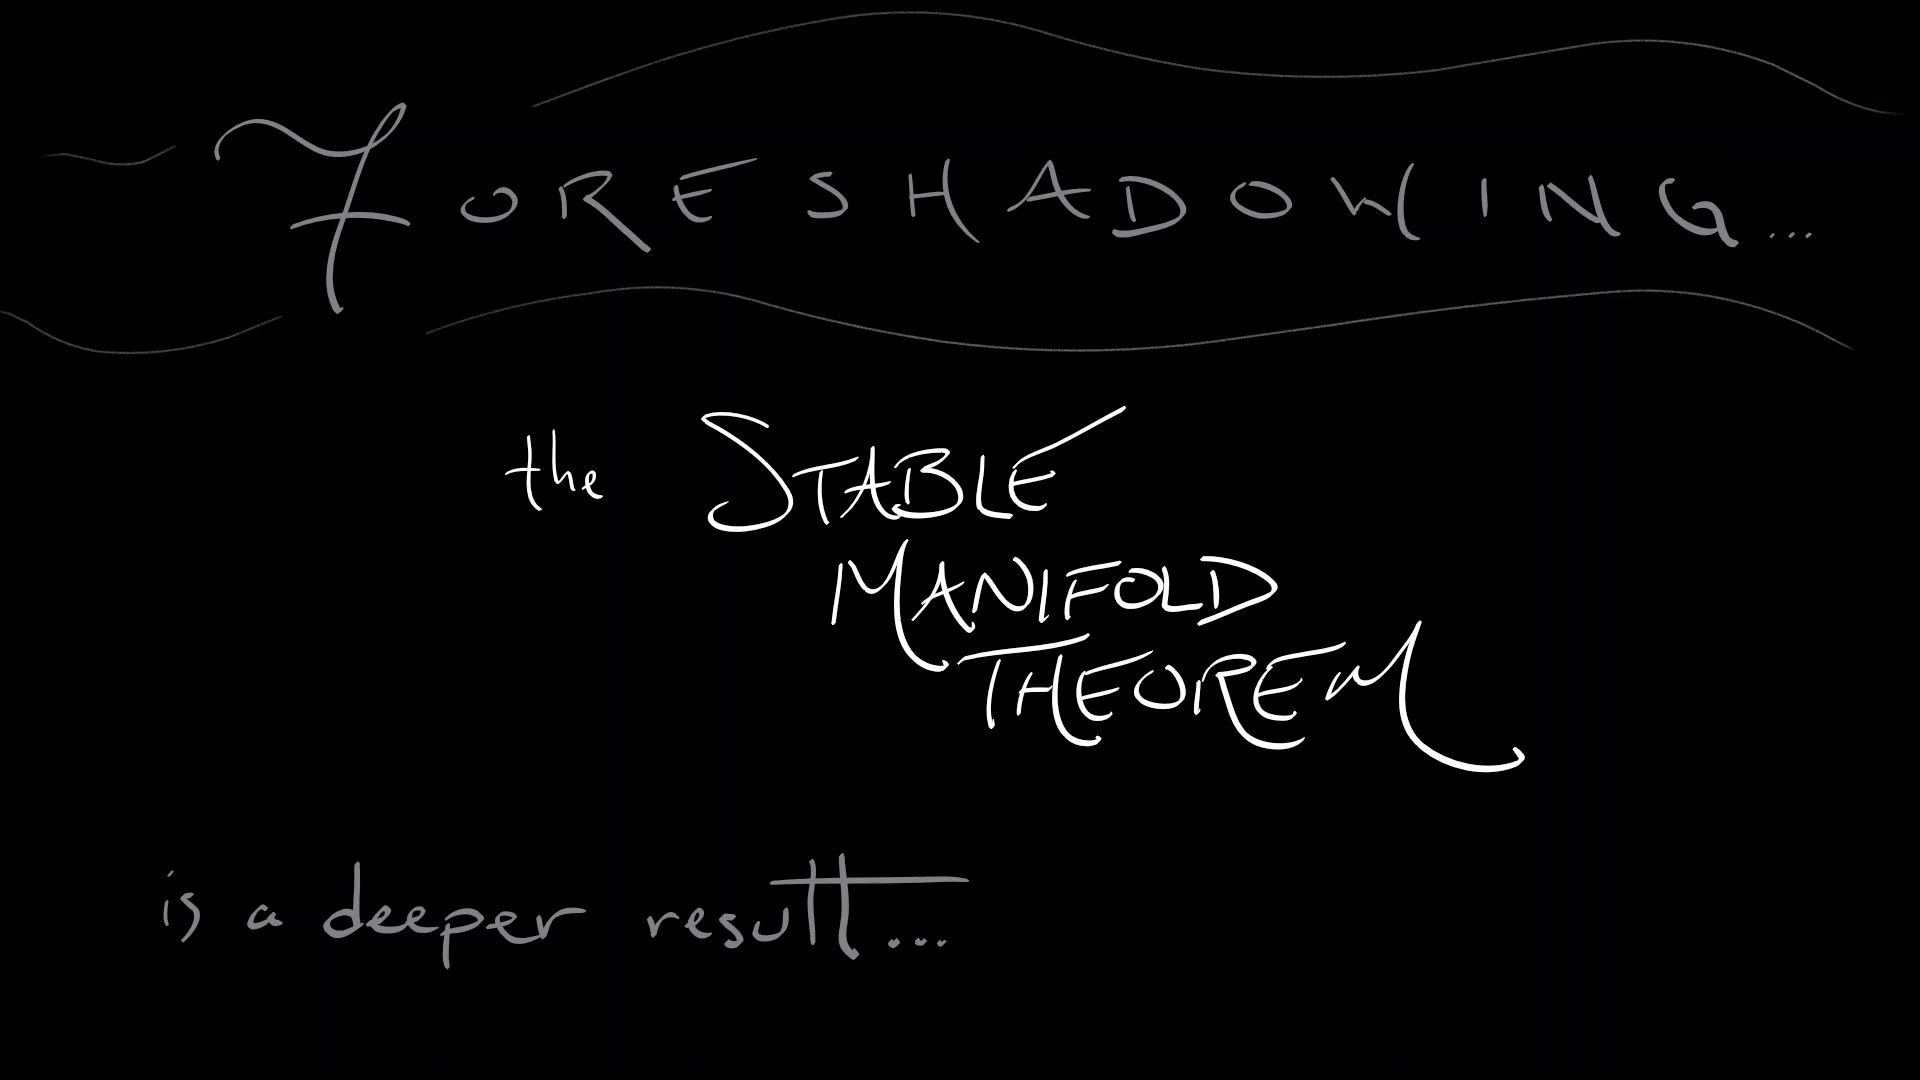 FORESHADOWING...
the STABLE
MANIFOLD
THEOREM
is a deeper result...